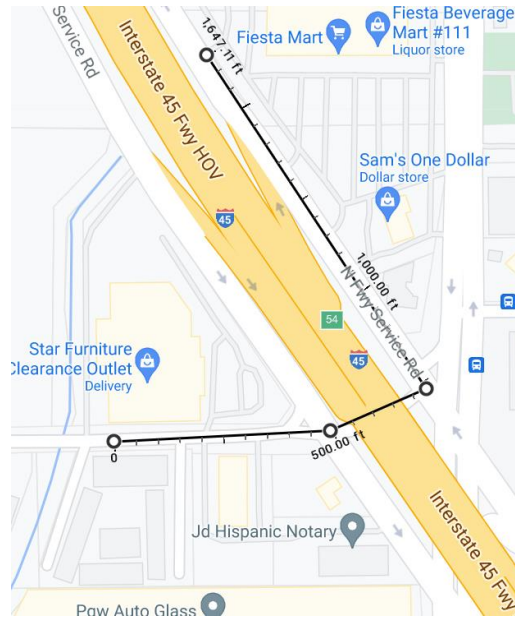 Service Rd
Interstate 45 Fwy HOV
1,647.11 ft
Fiesta Mart
Fiesta Beverage
Mart #111
Liquor store
Sam's One Dollar
Dollar store
45
1,000.00 ft
N Fwy Service Rd
54
45
Star Furniture
Clearance Outlet
Delivery
0
500.00 ft
Jd Hispanic Notary
Interstate 45 Fwy
Pgw Auto Glass